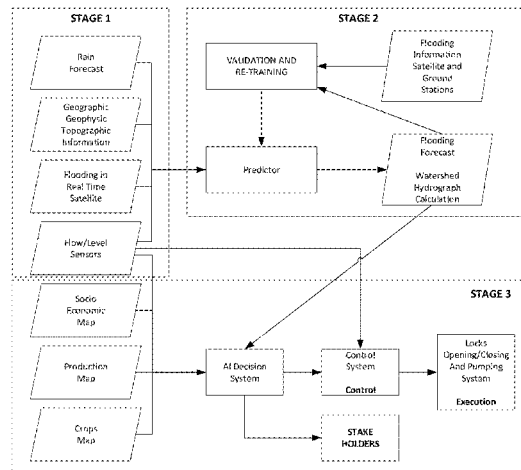 STAGE 1
STAGE 2
Rain
Forecast
Geographic
Geophysic
Topographic
Information
Flooding in
Real Time
Satellite
Flow/Level
Sensors
VALIDATION AND
RE-TRAINING
Flooding
Information
Satellite and
Ground
Stations
Predictor
Flooding
Forecast
Watershed
Hydrograph
Calculation
STAGE 3
Socio
Economic
Map
Production
Map
Crops
Map
AI Decision
System
Control
System
Control
Locks
Opening/Closing
And Pumping
System
Execution
STAKE
HOLDERS